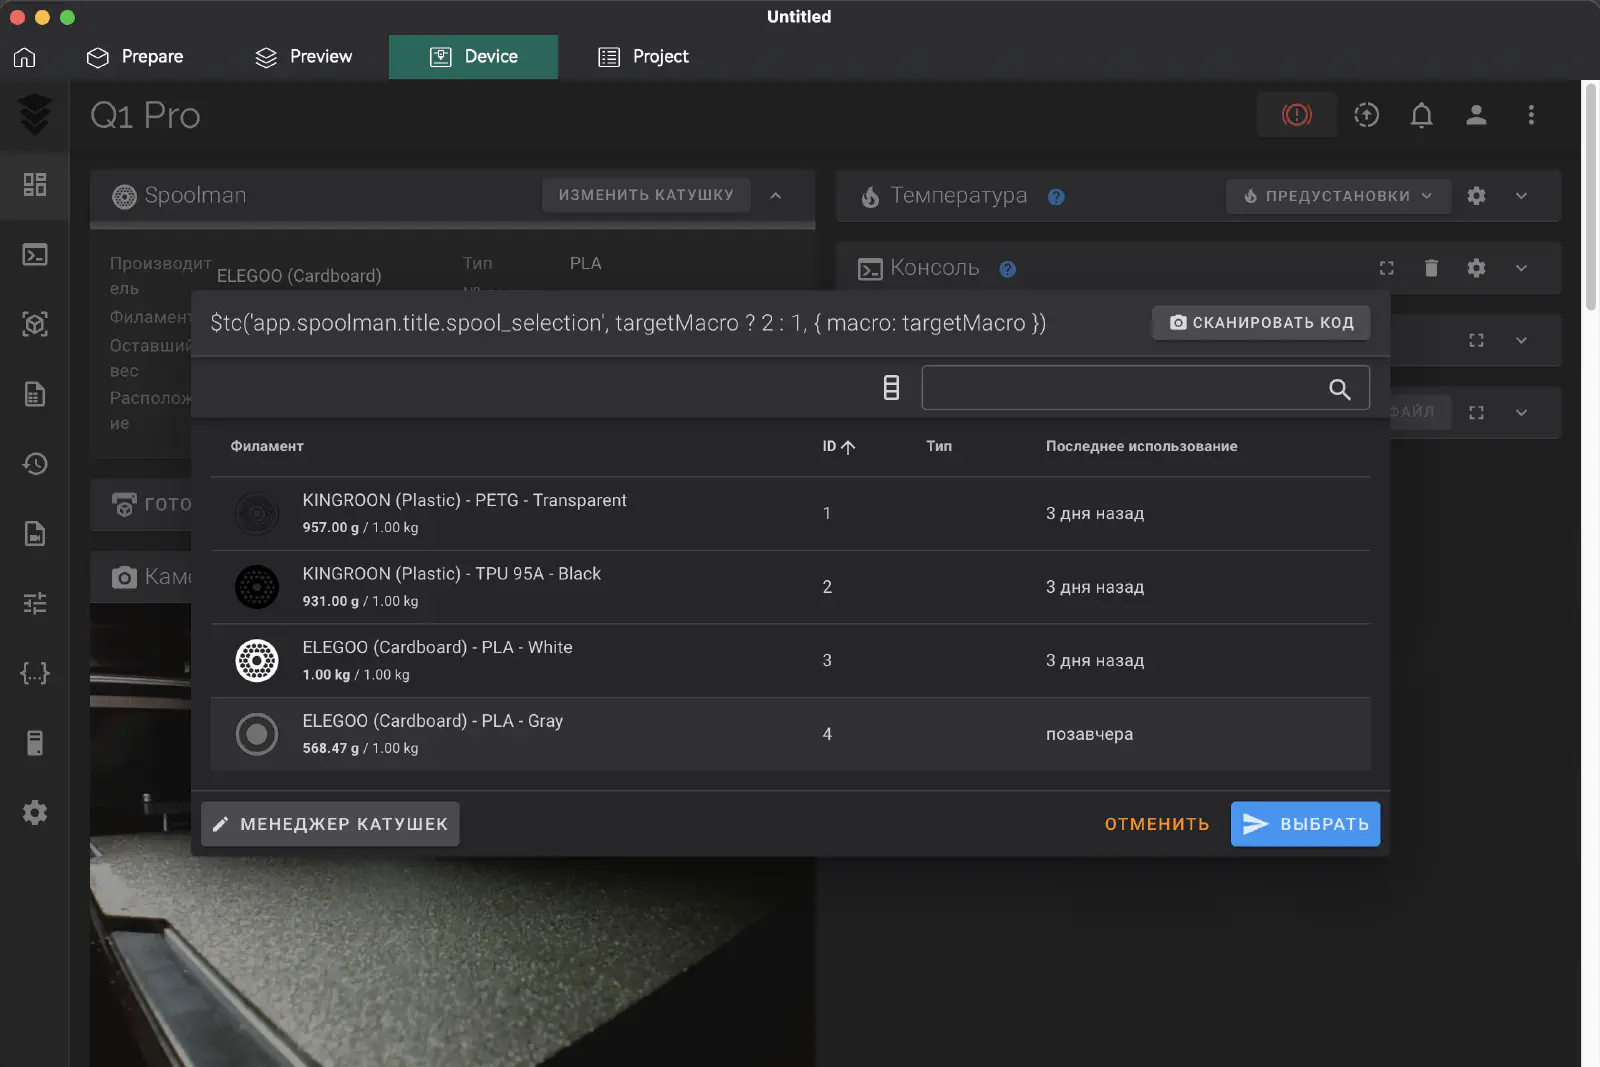 Untitled
Prepare
Preview
Device
Project
Q1 Pro
Spoolman
ИЗМЕНИТЬ КАТУШКУ
Температура
ПРЕДУСТАНОВКИ
Консоль
Производит
ель
ELEGOO (Cardboard)
Тип
PLA
Филамент
Оставший
вес
Располож
ие
ФАЙЛ
ГОТО
Каме
$tc('app.spoolman.title.spool_selection', targetMacro ? 2 : 1, { macro: targetMacro })
СКАНИРОВАТЬ КОД
Филамент ID Тип Последнее использование
KINGROON (Plastic) - PETG - Transparent
957.00 g / 1.00 kg
1
3 дня назад
KINGROON (Plastic) - TPU 95A - Black
931.00 g / 1.00 kg
2
3 дня назад
ELEGOO (Cardboard) - PLA - White
1.00 kg / 1.00 kg
3
3 дня назад
ELEGOO (Cardboard) - PLA - Gray
568.47 g / 1.00 kg
4
позавчера
МЕНЕДЖЕР КАТУШЕК
ОТМЕНИТЬ
ВЫБРАТЬ